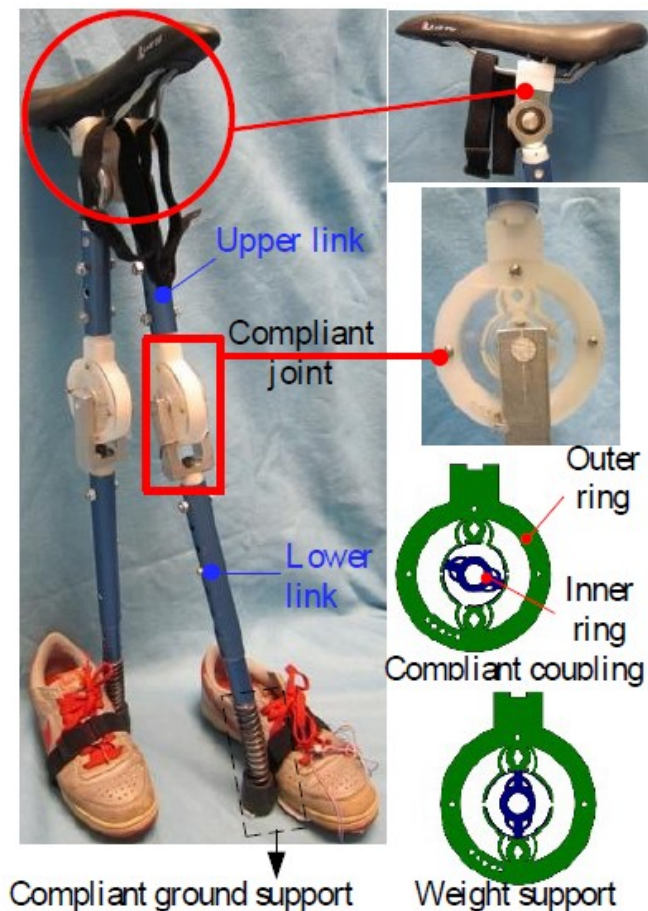 Upper link
Compliant
joint
Outer
ring
Lower
link
Inner
ring
Compliant coupling
Compliant ground support
Weight support